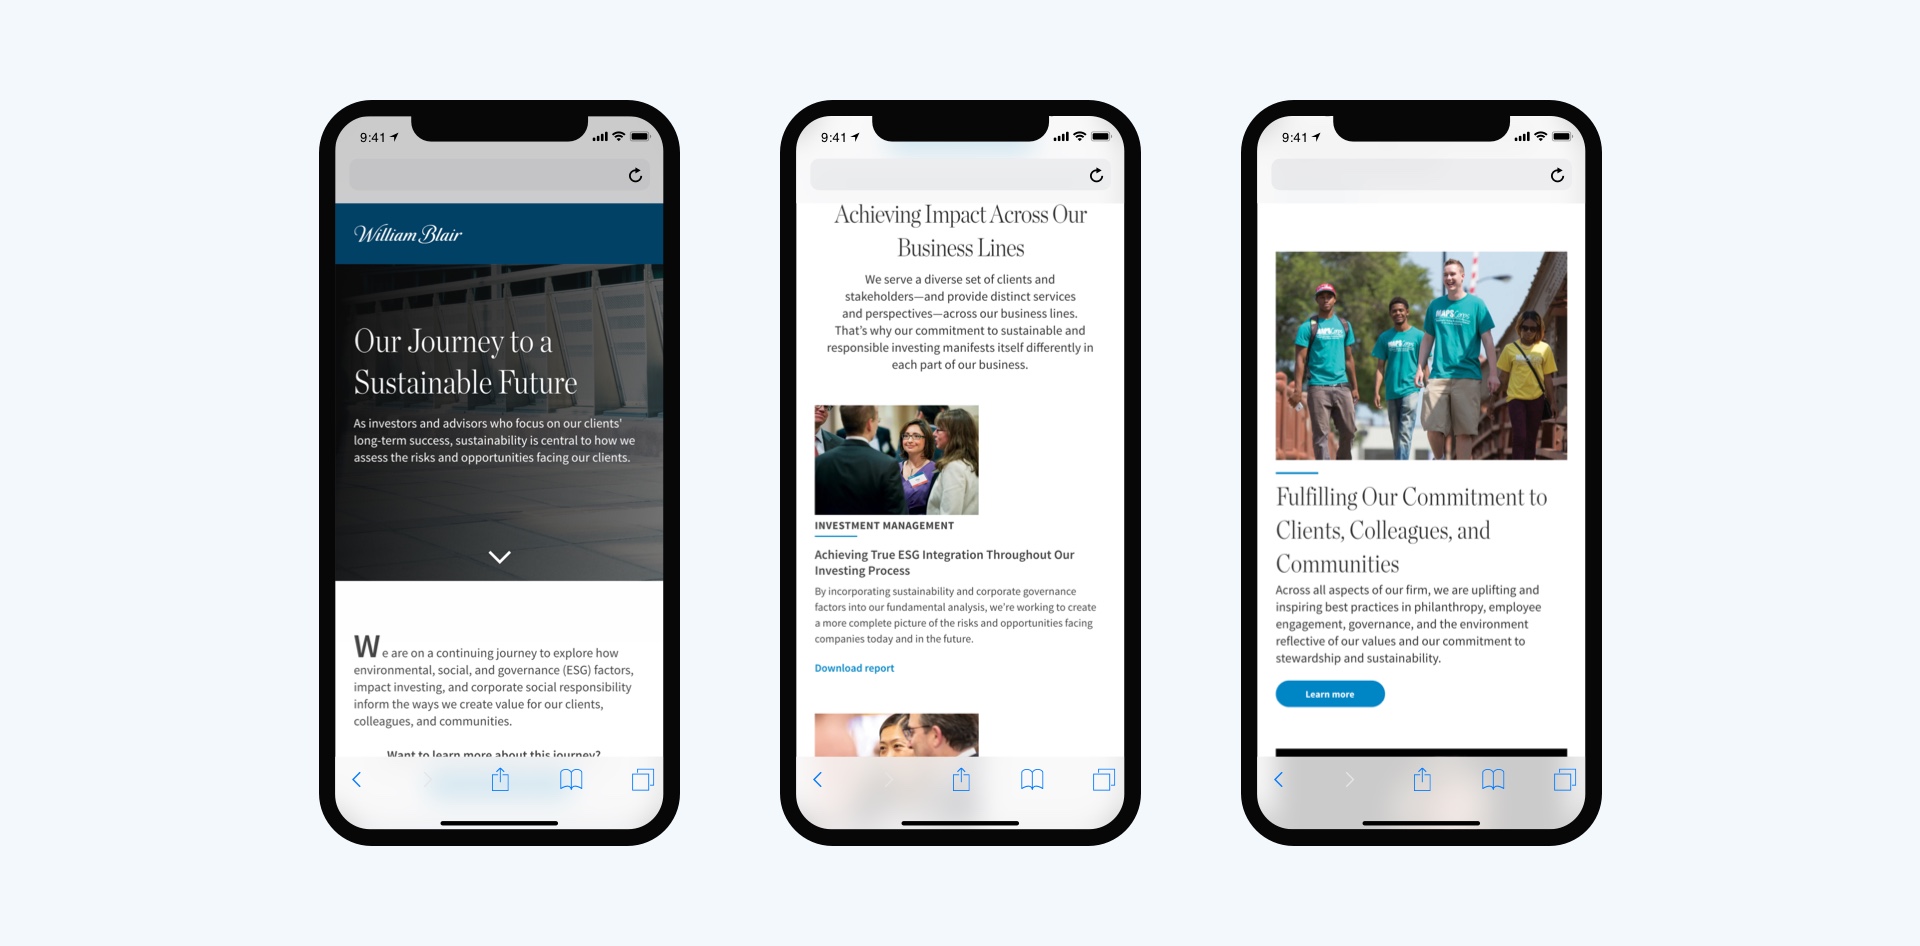 9:41
William Blair
Our Journey to a
Sustainable Future
As investors and advisors who focus on our clients'
long-term success, sustainability is central to how we
assess the risks and opportunities facing our clients.
We are on a continuing journey to explore how
environmental, social, and governance (ESG) factors,
impact investing, and corporate social responsibility
inform the ways we create value for our clients,
colleagues, and communities.
Want to learn more about this journey?
9:41
Achieving Impact Across Our
Business Lines
We serve a diverse set of clients and
stakeholders—and provide distinct services
and perspectives—across our business lines.
That's why our commitment to sustainable and
responsible investing manifests itself differently in
each part of our business.
INVESTMENT MANAGEMENT
Achieving True ESG Integration Throughout Our
Investing Process
By incorporating sustainability and corporate governance
factors into our fundamental analysis, we're working to create
a more complete picture of the risks and opportunities facing
companies today and in the future.
Download report
9:41
Fulfilling Our Commitment to
Clients, Colleagues, and
Communities
Across all aspects of our firm, we are uplifting and
inspiring best practices in philanthropy, employee
engagement, governance, and the environment
reflective of our values and our commitment to
stewardship and sustainability.
Learn more